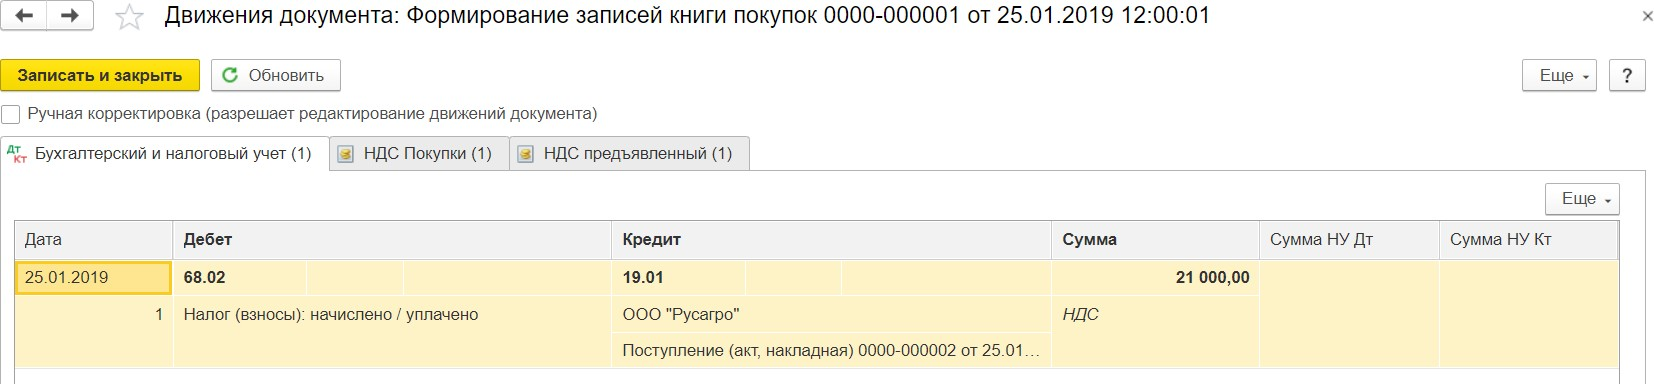 Движения документа: Формирование записей книги покупок 0000-000001 от 25.01.2019 12:00:01
Записать и закрыть Обновить Еще ?
Ручная корректировка (разрешает редактирование движений документа)
Дт Кт Бухгалтерский и налоговый учет (1) НДС Покупки (1) НДС предъявленный (1)
Еще
Дата Дебет Кредит Сумма Сумма НУ Дт Сумма НУ Кт
25.01.2019 68.02 19.01 21 000,00
1 Налог (взносы): начислено / уплачено ООО "Русагро" НДС
Поступление (акт, накладная) 0000-000002 от 25.01...